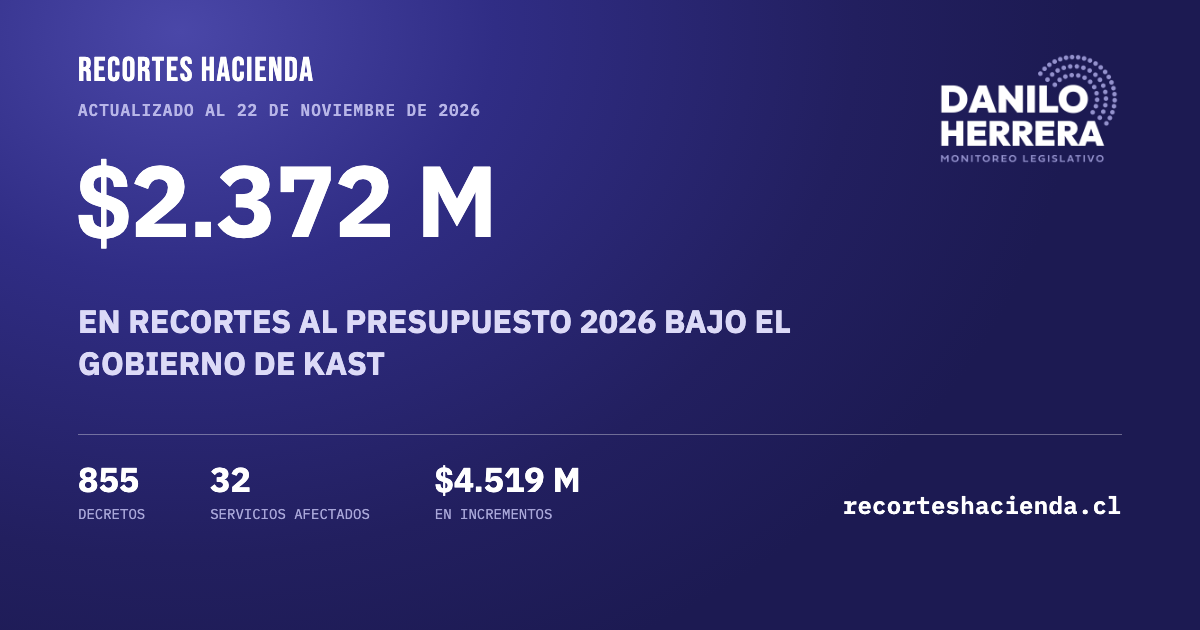 RECORTES HACIENDA
ACTUALIZADO AL 22 DE NOVIEMBRE DE 2026
DANILO
HERRERA
MONITOREO LEGISLATIVO
$2.372 M
EN RECORTES AL PRESUPUESTO 2026 BAJO EL
GOBIERNO DE KAST
855
DECRETOS
32
SERVICIOS AFECTADOS
$4.519 M
EN INCREMENTOS
recorteshacienda.cl